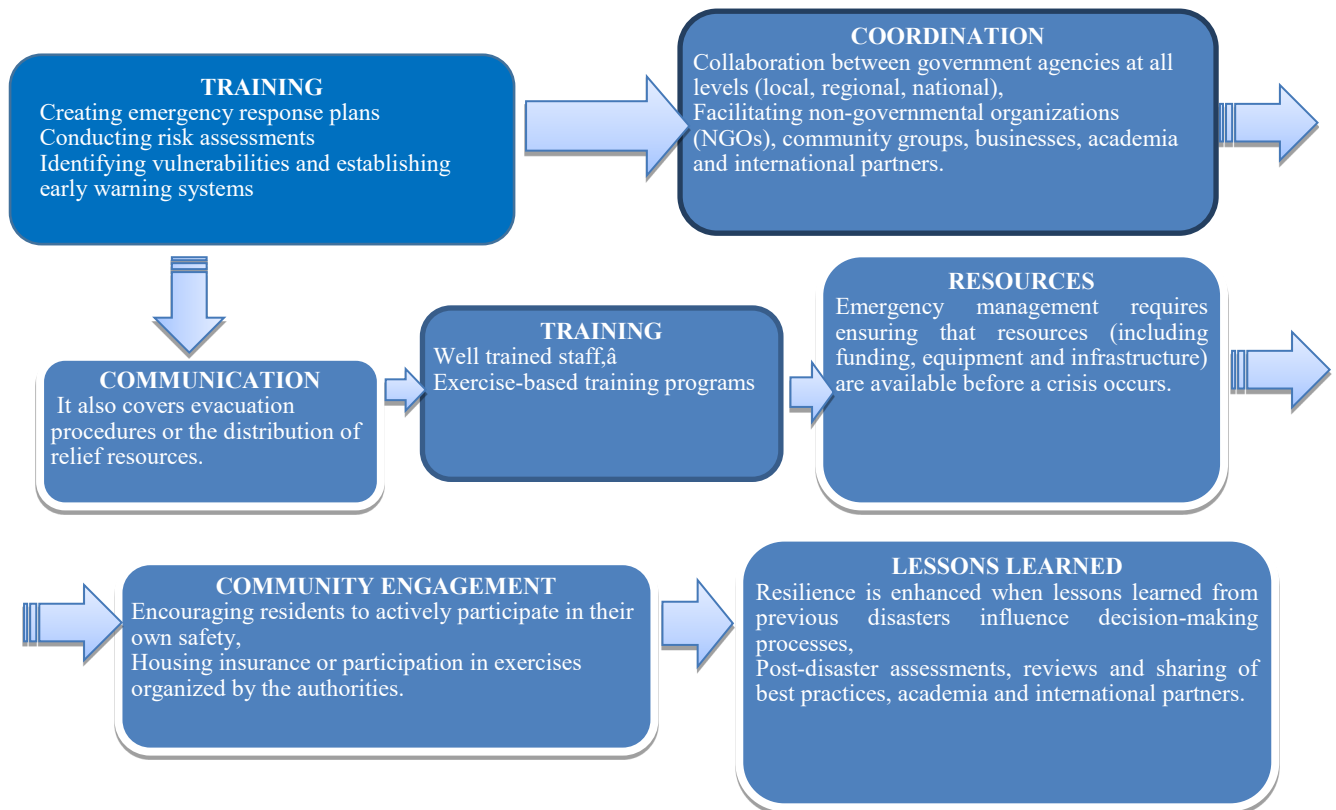 TRAINING
Creating emergency response plans
Conducting risk assessments
Identifying vulnerabilities and establishing
early warning systems
COORDINATION
Collaboration between government agencies at all
levels (local, regional, national),
Facilitating non-governmental organizations
(NGOs), community groups, businesses, academia
and international partners.
COMMUNICATION
It also covers evacuation
procedures or the distribution of
relief resources.
TRAINING
Well trained staff,â
Exercise-based training programs
RESOURCES
Emergency management requires
ensuring that resources (including
funding, equipment and infrastructure)
are available before a crisis occurs.
COMMUNITY ENGAGEMENT
Encouraging residents to actively participate in their
own safety,
Housing insurance or participation in exercises
organized by the authorities.
LESSONS LEARNED
Resilience is enhanced when lessons learned from
previous disasters influence decision-making
processes,
Post-disaster assessments, reviews and sharing of
best practices, academia and international partners.